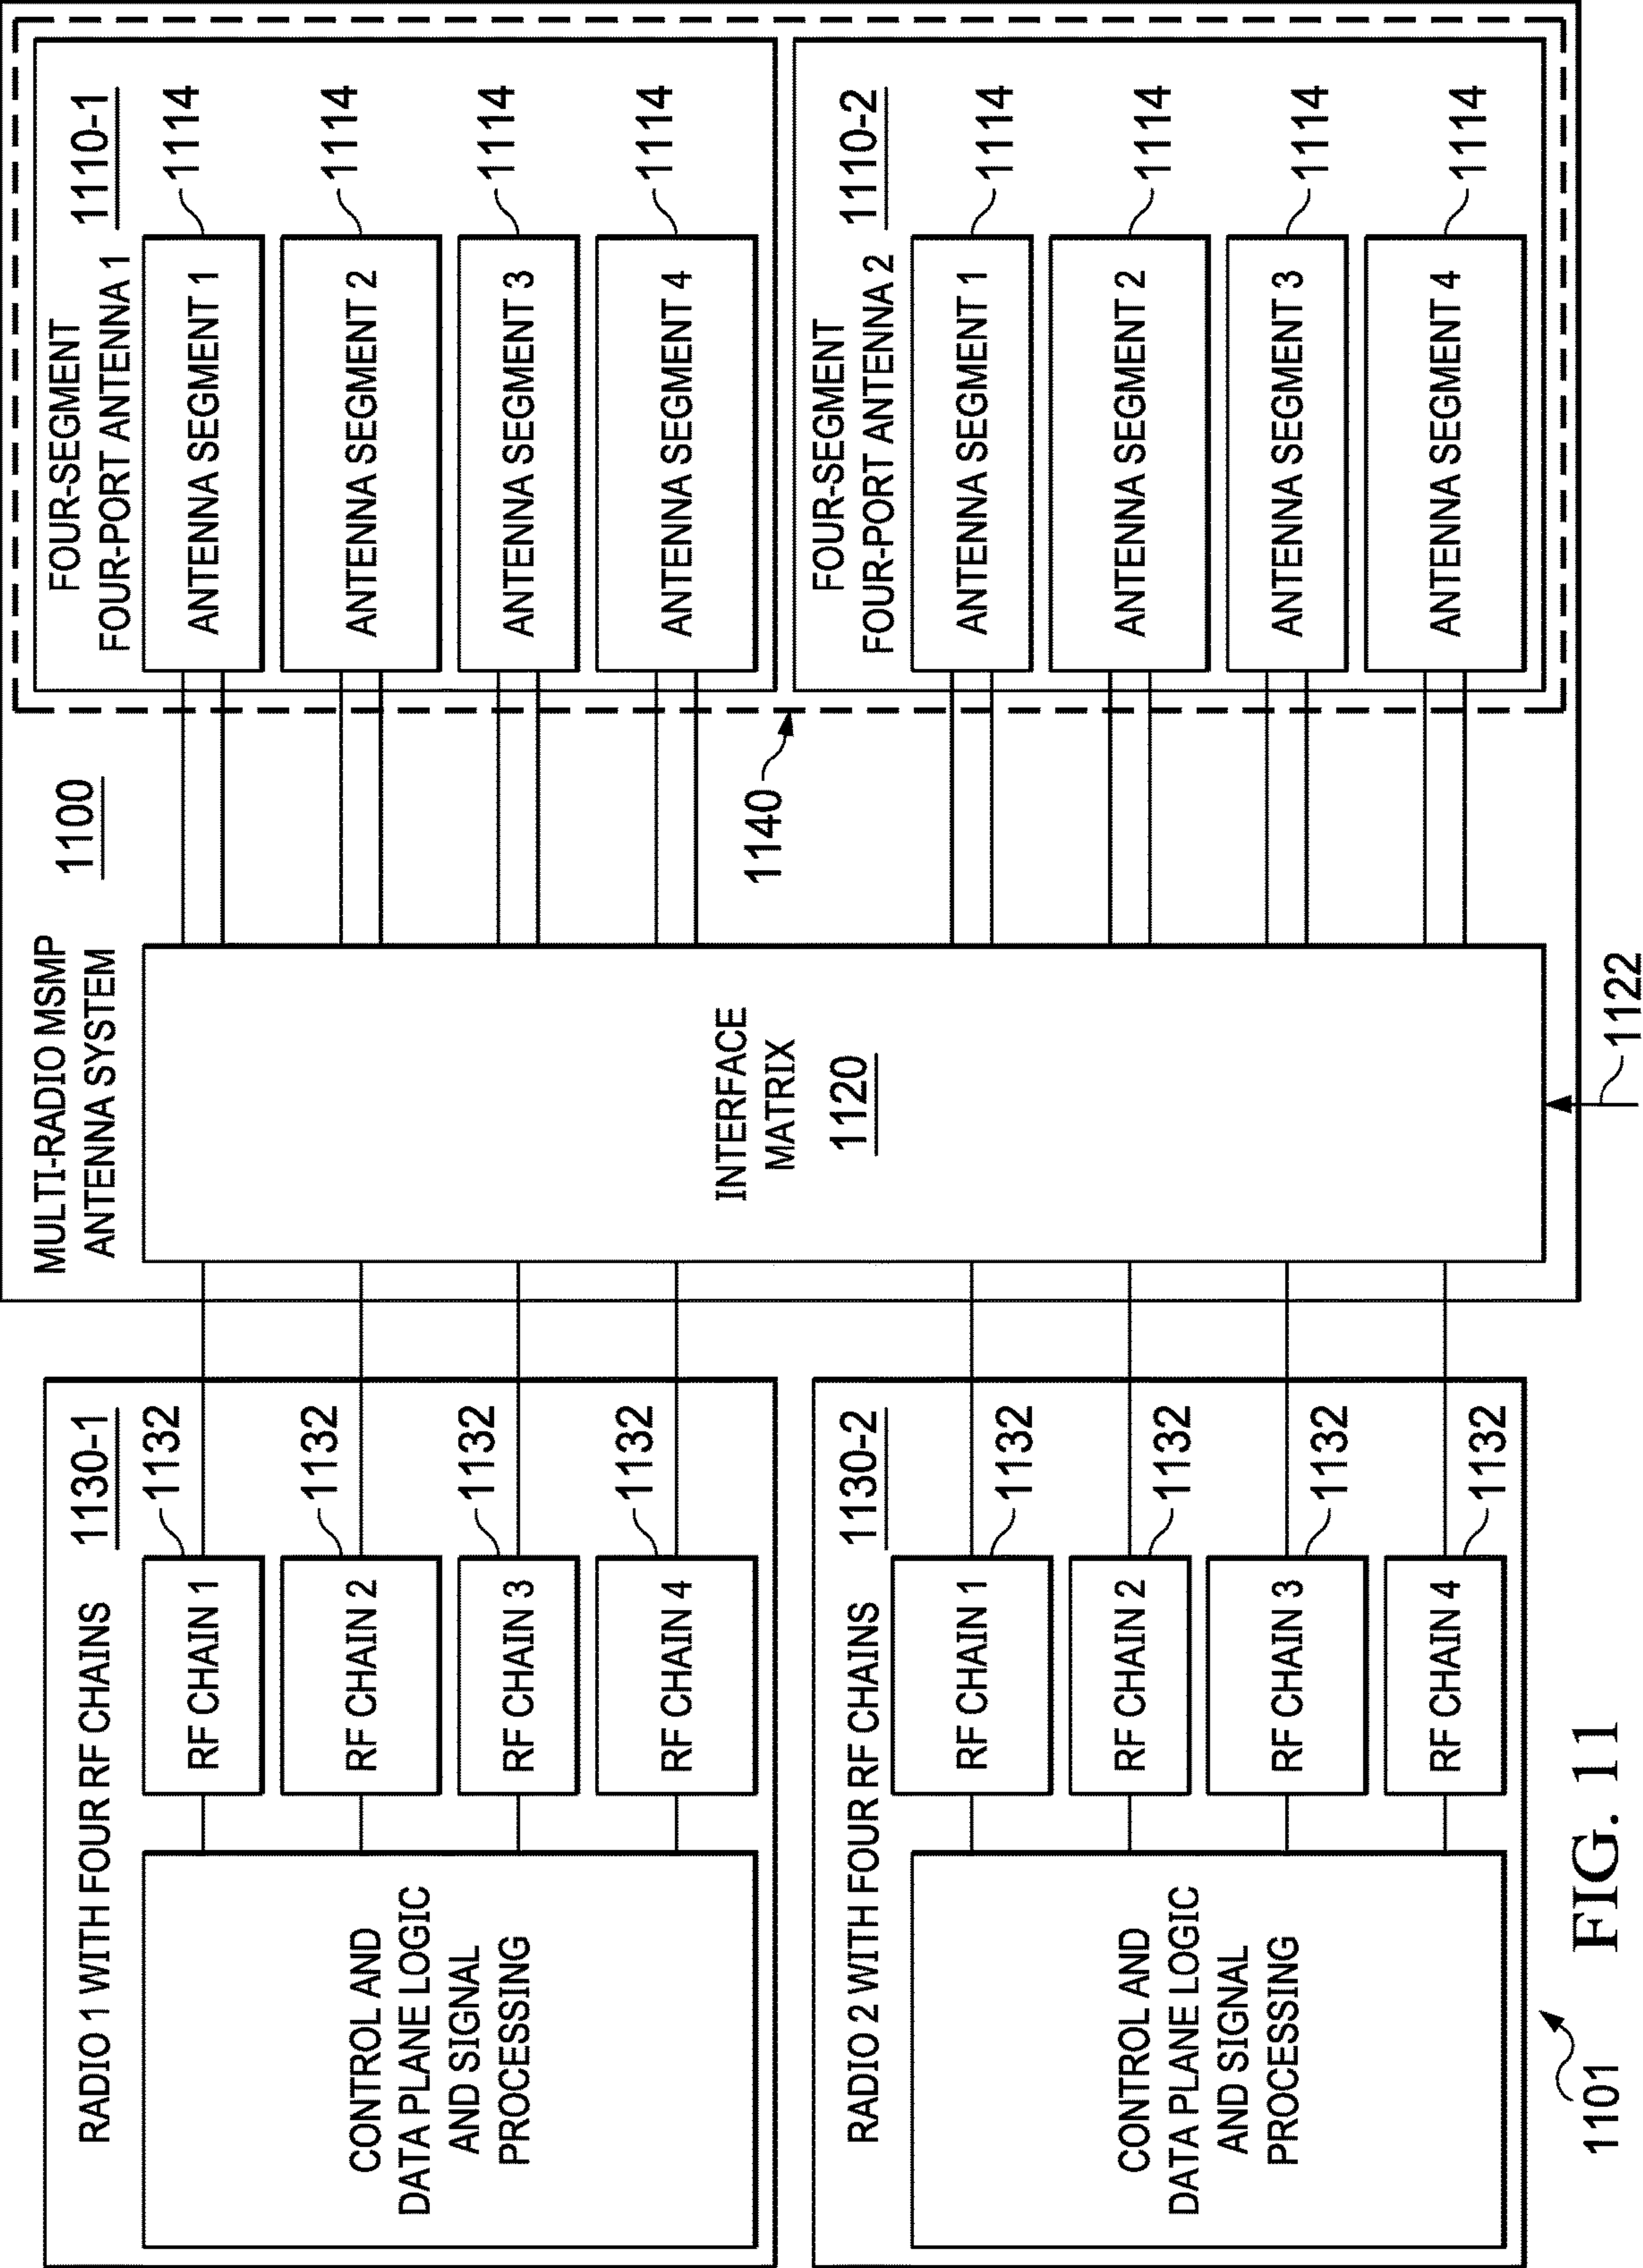 RADIO 1 WITH FOUR RF CHAINS
1130-1
CONTROL AND
DATA PLANE LOGIC
AND SIGNAL
PROCESSING
RF CHAIN 1
1132
RF CHAIN 2
1132
RF CHAIN 3
1132
RF CHAIN 4
1132
RADIO 2 WITH FOUR RF CHAINS
1130-2
CONTROL AND
DATA PLANE LOGIC
AND SIGNAL
PROCESSING
RF CHAIN 1
1132
RF CHAIN 2
1132
RF CHAIN 3
1132
RF CHAIN 4
1132
MULTI-RADIO MSMP
ANTENNA SYSTEM
1100
INTERFACE
MATRIX
1120
1122
1140
FOUR-SEGMENT
FOUR-PORT ANTENNA 1
1110-1
ANTENNA SEGMENT 1
1114
ANTENNA SEGMENT 2
1114
ANTENNA SEGMENT 3
1114
ANTENNA SEGMENT 4
1114
FOUR-SEGMENT
FOUR-PORT ANTENNA 2
1110-2
ANTENNA SEGMENT 1
1114
ANTENNA SEGMENT 2
1114
ANTENNA SEGMENT 3
1114
ANTENNA SEGMENT 4
1114
1101
FIG. 11